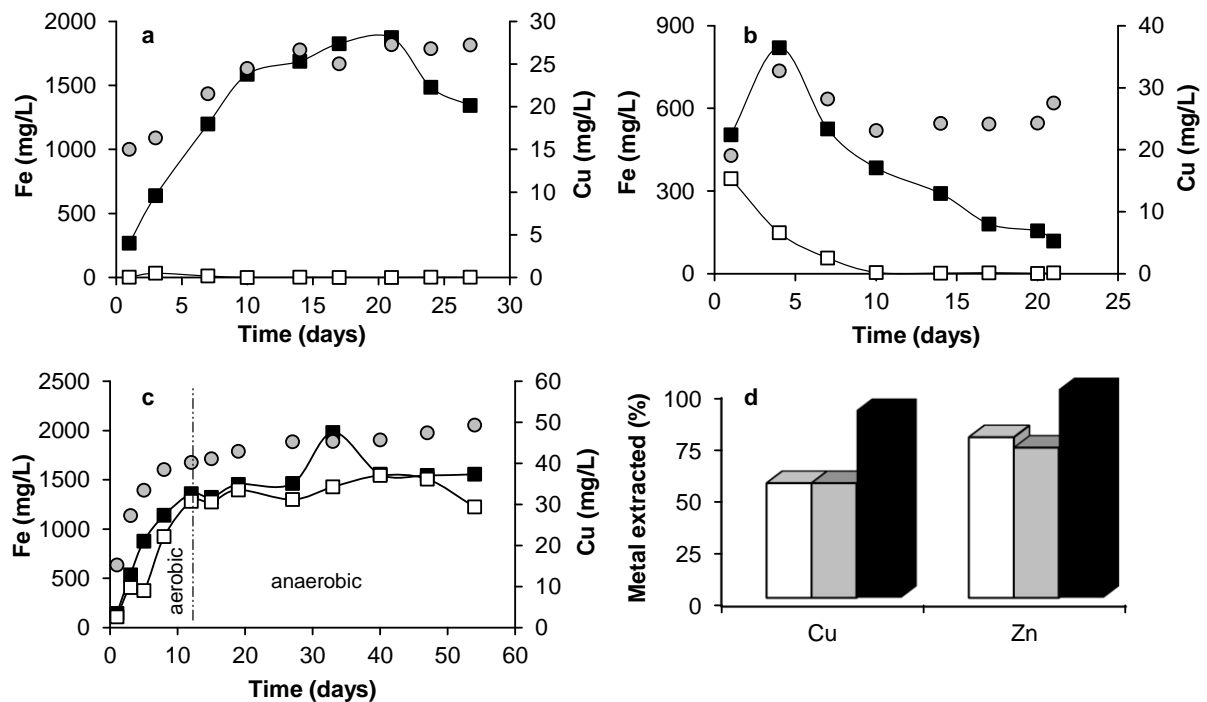 a
2000
1500
1000
500
0
Fe (mg/L)
30
25
20
15
10
5
0
Cu (mg/L)
0 5 10 15 20 25 30
Time (days)
b
900
600
300
0
Fe (mg/L)
40
30
20
10
0
Cu (mg/L)
0 5 10 15 20 25
Time (days)
c
2500
2000
1500
1000
500
0
Fe (mg/L)
60
50
40
30
20
10
0
Cu (mg/L)
aerobic
anaerobic
0 10 20 30 40 50 60
Time (days)
d
100
75
50
25
0
Metal extracted (%)
Cu Zn